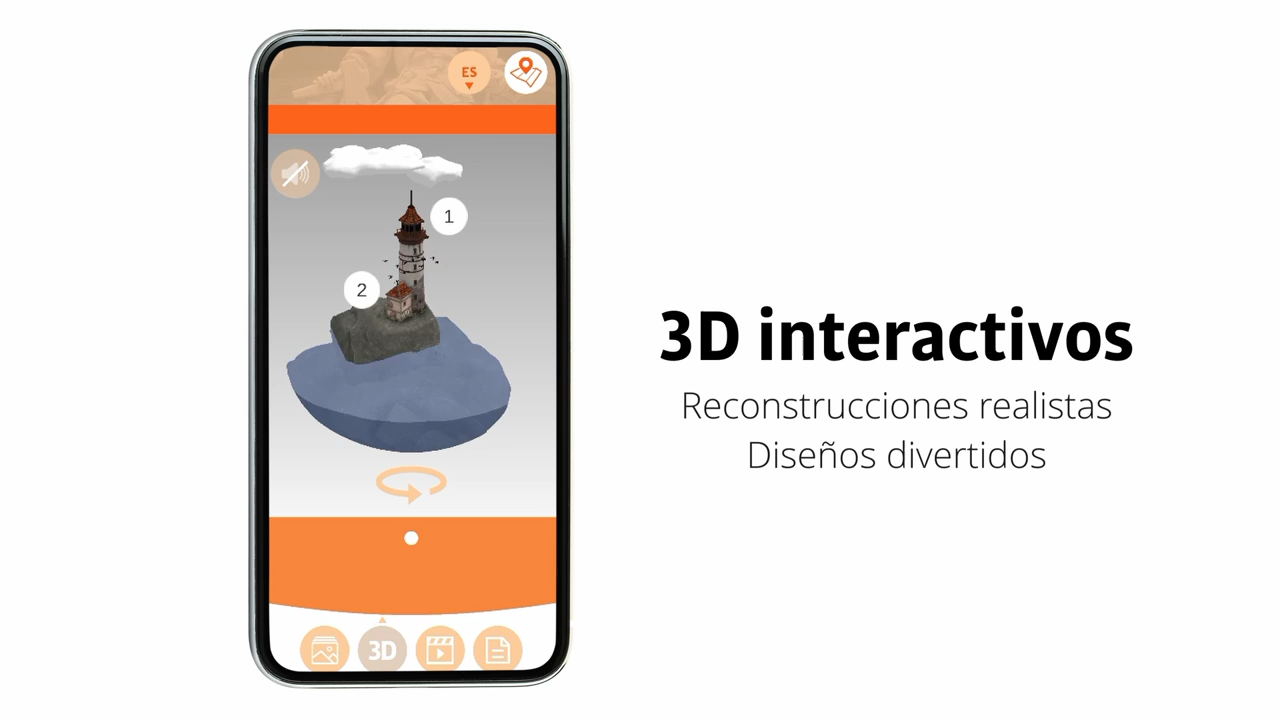 ES
1
2
3D
3D interactivos
Reconstrucciones realistas
Diseños divertidos